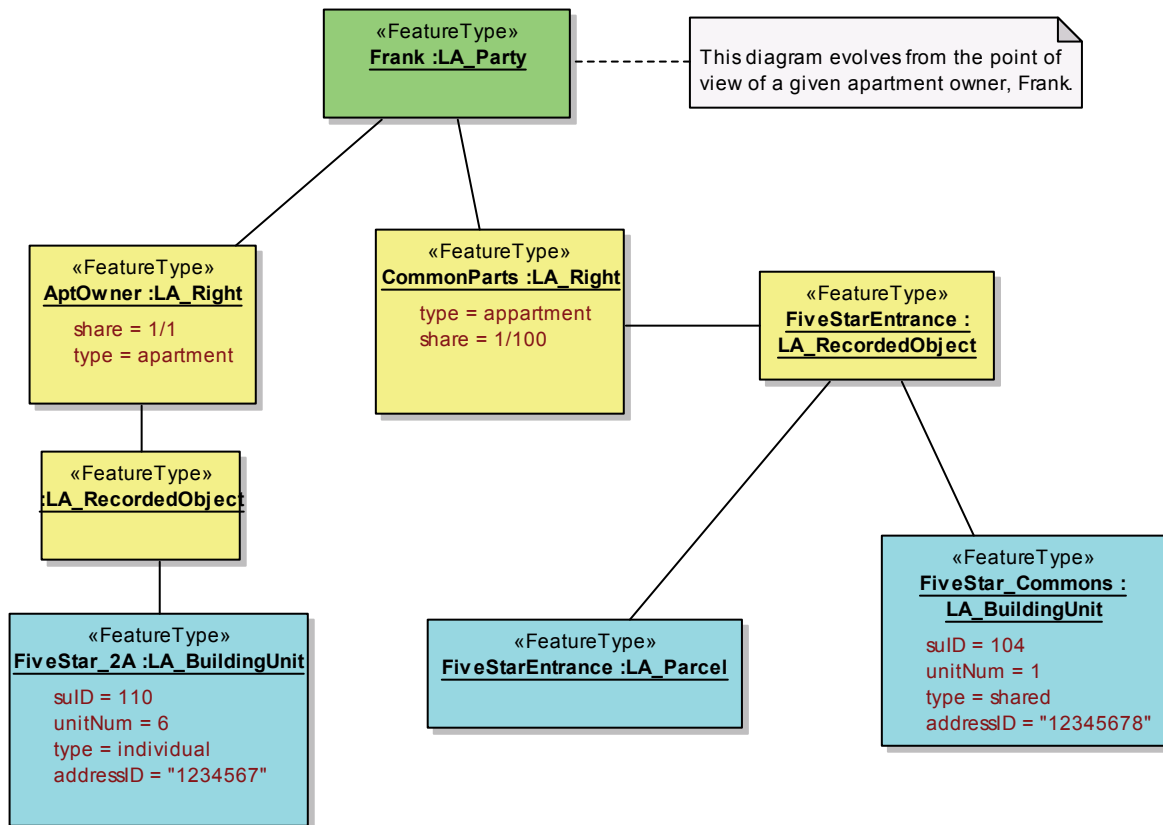 «FeatureType»
Frank :LA_Party
This diagram evolves from the point of
view of a given apartment owner, Frank.
«FeatureType»
AptOwner :LA_Right
share = 1/1
type = apartment
«FeatureType»
CommonParts :LA_Right
type = appartment
share = 1/100
«FeatureType»
FiveStarEntrance :
LA_RecordedObject
«FeatureType»
:LA_RecordedObject
«FeatureType»
FiveStar_2A :LA_BuildingUnit
suID = 110
unitNum = 6
type = individual
addressID = "1234567"
«FeatureType»
FiveStarEntrance :LA_Parcel
«FeatureType»
FiveStar_Commons :
LA_BuildingUnit
suID = 104
unitNum = 1
type = shared
addressID = "12345678"